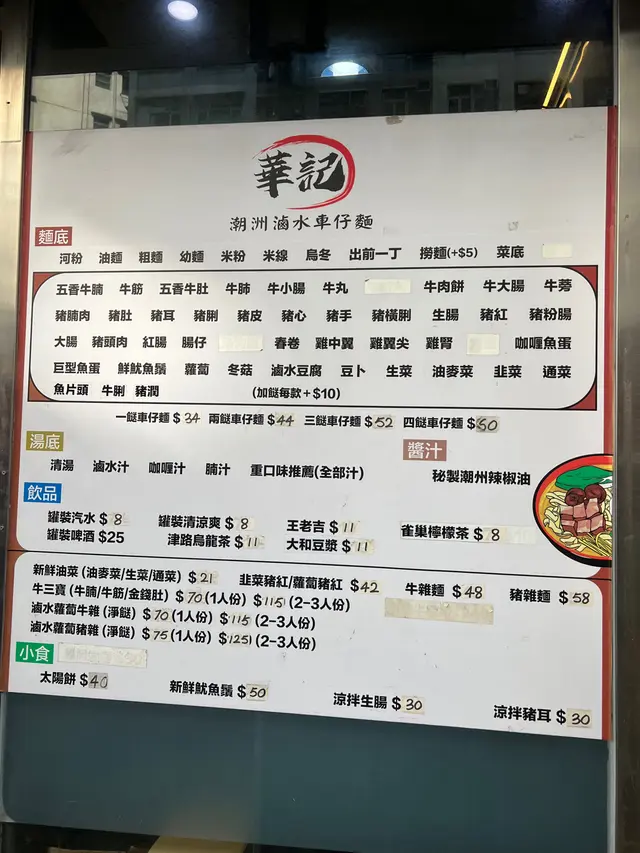 華記
潮洲滷水車仔麵
麵底
河粉 油麵 粗麵 幼麵 米粉 米線 烏冬 出前一丁 撈麵(+$5) 菜底
五香牛腩 牛筋 五香牛肚 牛肺 牛小腸 牛丸 牛肉餅 牛大腸 牛蒡
豬腩肉 豬肚 豬耳 豬脷 豬皮 豬心 豬手 豬橫脷 生腸 豬紅 豬粉腸
大腸 豬頭肉 紅腸 腸仔 春卷 雞中翼 雞翼尖 雞腎 咖喱魚蛋
巨型魚蛋 鮮魷魚鬚 蘿蔔 冬菇 滷水豆腐 豆卜 生菜 油麥菜 韭菜 通菜
魚片頭 牛脷 豬潤 (加餸每款+$10)
一餸車仔麵 $34 兩餸車仔麵 $44 三餸車仔麵 $52 四餸車仔麵 $60
湯底 醬汁
清湯 滷水汁 咖喱汁 腩汁 重口味推薦(全部汁) 秘製潮州辣椒油
飲品
罐裝汽水 $8 罐裝清涼爽 $8 王老吉 $11 雀巢檸檬茶 $8
罐裝啤酒 $25 津路烏龍茶 $11 大和豆漿 $11
新鮮油菜 (油麥菜/生菜/通菜) $21 韭菜豬紅/蘿蔔豬紅 $42 牛雜麵 $48 豬雜麵 $58
牛三寶 (牛腩/牛筋/金錢肚) $70 (1人份) $115 (2-3人份)
滷水蘿蔔牛雜 (淨餸) $70 (1人份) $115 (2-3人份)
滷水蘿蔔豬雜 (淨餸) $75 (1人份) $125 (2-3人份)
小食
太陽餅 $40 新鮮魷魚鬚 $50 涼拌生腸 $30 涼拌豬耳 $30